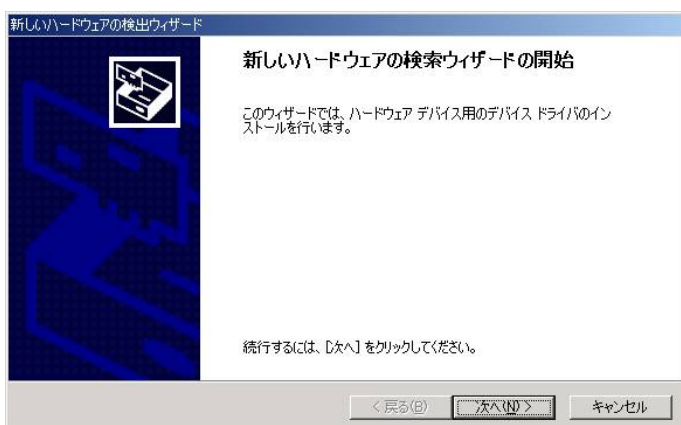 新しいハードウェアの検出ウィザード
新しいハードウェアの検索ウィザードの開始
このウィザードでは、ハードウェア デバイス用のデバイス ドライバのイン
ストールを行います。
続行するには、[次へ] をクリックしてください。
< 戻る(B)
次へ(N) >
キャンセル